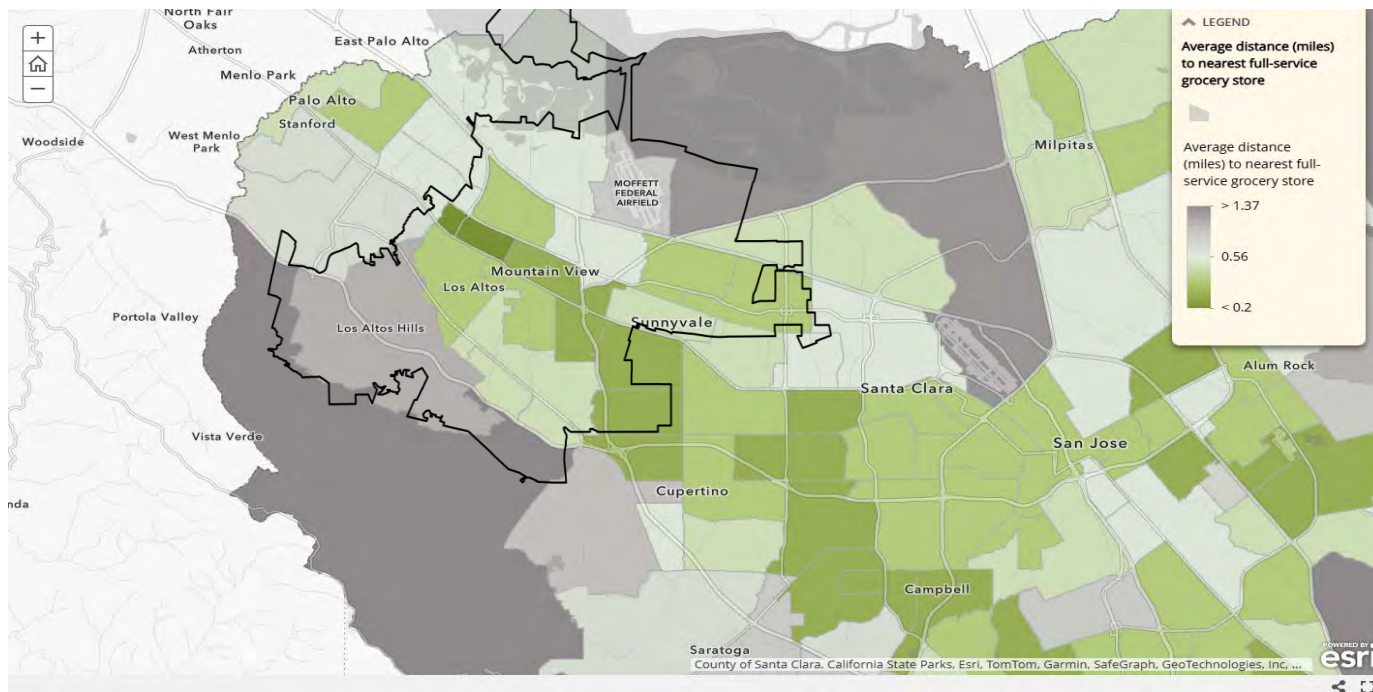 North Fair
Oaks
East Palo Alto
Atherton
Menlo Park
Palo Alto
Stanford
West Menlo
Park
Woodside
MOFFETT
FEDERAL
AIRFIELD
Milpitas
Mountain View
Los Altos
Los Altos Hills
Sunnyvale
Portola Valley
Santa Clara
Alum Rock
Vista Verde
San Jose
Cupertino
nda
Campbell
Saratoga
LEGEND
Average distance (miles)
to nearest full-service
grocery store
Average distance
(miles) to nearest full-
service grocery store
> 1.37
0.56
< 0.2
County of Santa Clara, California State Parks, Esri, TomTom, Garmin, SafeGraph, GeoTechnologies, Inc, ...
POWERED BY
esri